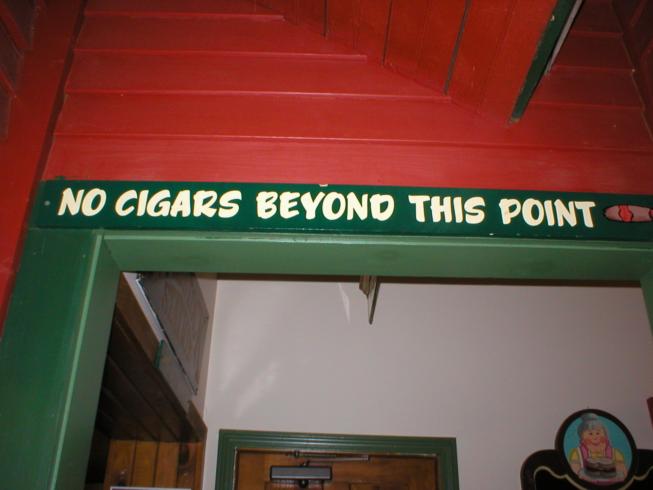 NO CIGARS BEYOND THIS POINT